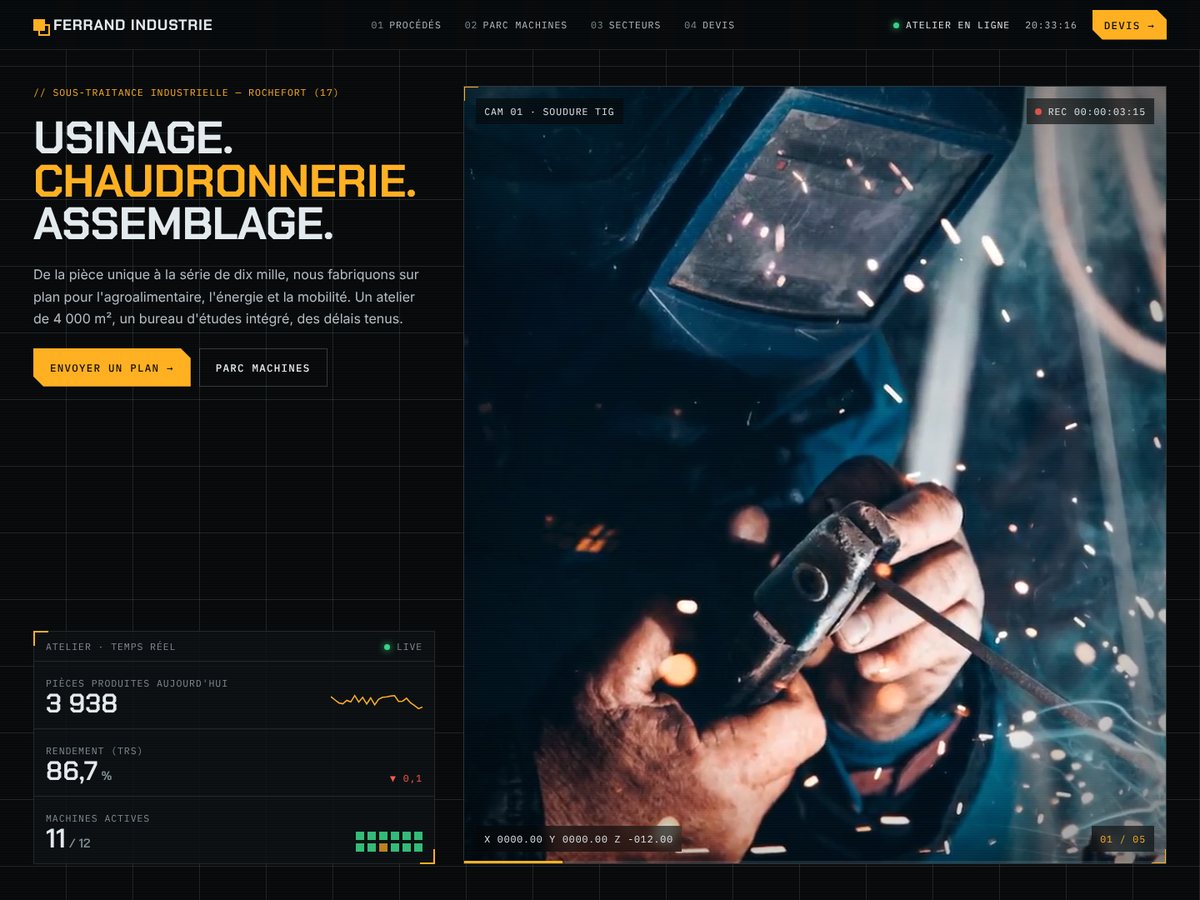 FERRAND INDUSTRIE
01 PROCÉDÉS
02 PARC MACHINES
03 SECTEURS
04 DEVIS
ATELIER EN LIGNE
20:33:16
DEVIS →
// SOUS-TRAITANCE INDUSTRIELLE — ROCHEFORT (17)
USINAGE.
CHAUDRONNERIE.
ASSEMBLAGE.
De la pièce unique à la série de dix mille, nous fabriquons sur
plan pour l'agroalimentaire, l'énergie et la mobilité. Un atelier
de 4 000 m², un bureau d'études intégré, des délais tenus.
ENVOYER UN PLAN →
PARC MACHINES
CAM 01 · SOUDURE TIG
REC 00:00:03:15
ATELIER · TEMPS RÉEL
LIVE
PIÈCES PRODUITES AUJOURD'HUI
3 938
RENDEMENT (TRS)
86,7 %
▼ 0,1
MACHINES ACTIVES
11 / 12
X 0000.00 Y 0000.00 Z -012.00
01 / 05